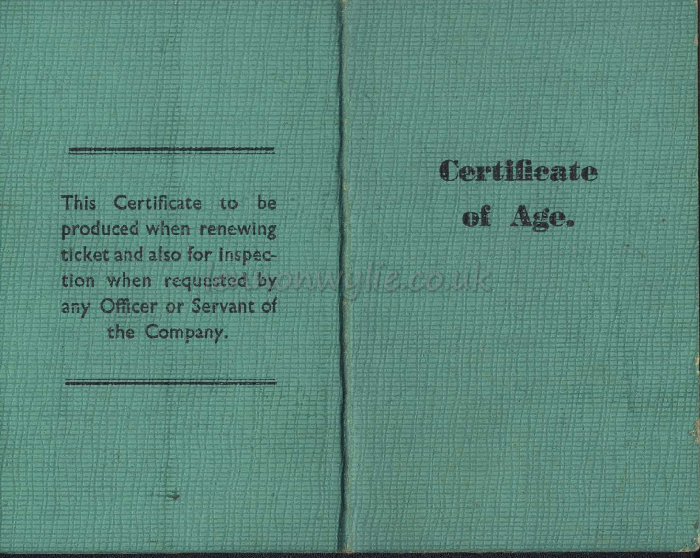 This Certificate to be
produced when renewing
ticket and also for inspec-
tion when requested by
any Officer or Servant of
the Company.
Certificate
of Age.